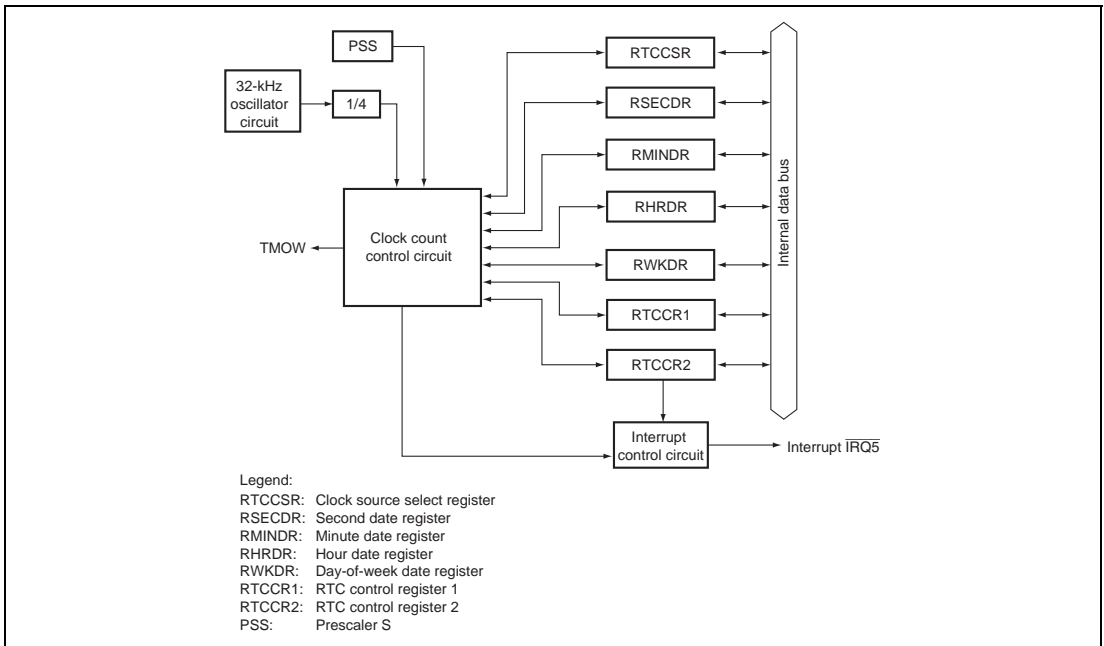 PSS
32-kHz
oscillator
circuit
1/4
RTCCSR
RSECDR
RMINDR
RHRDR
RWKDR
RTCCR1
RTCCR2
Internal data bus
TMOW
Clock count
control circuit
Interrupt
control circuit
Interrupt IRQ5
Legend:
RTCCSR: Clock source select register
RSECDR: Second date register
RMINDR: Minute date register
RHRDR: Hour date register
RWKDR: Day-of-week date register
RTCCR1: RTC control register 1
RTCCR2: RTC control register 2
PSS: Prescaler S